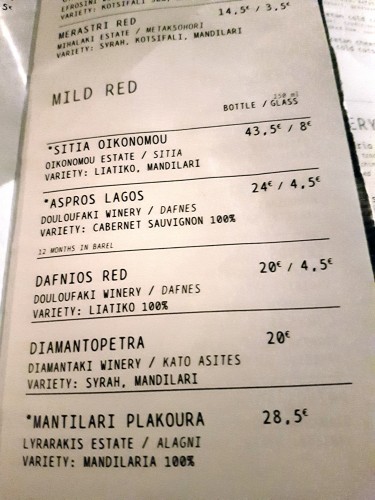 MERASTRI RED 14,5€ / 3,5€
MIHALAKI ESTATE / METAKSOHORI
VARIETY: SYRAH, KOTSIFALI, MANDILARI
MILD RED
BOTTLE / GLASS
*SITIA OIKONOMOU 43,5€ / 8€
OIKONOMOU ESTATE / SITIA
VARIETY: LIATIKO, MANDILARI
*ASPROS LAGOS 24€ / 4,5€
DOULOUFAKI WINERY / DAFNES
VARIETY: CABERNET SAUVIGNON 100%
12 MONTHS IN BAREL
DAFNIOS RED 20€ / 4,5€
DOULOUFAKI WINERY / DAFNES
VARIETY: LIATIKO 100%
DIAMANTOPETRA 20€
DIAMANTAKI WINERY / KATO ASITES
VARIETY: SYRAH, MANDILARI
*MANTILARI PLAKOURA 28,5€
LYRARAKIS ESTATE / ALAGNI
VARIETY: MANDILARIA 100%